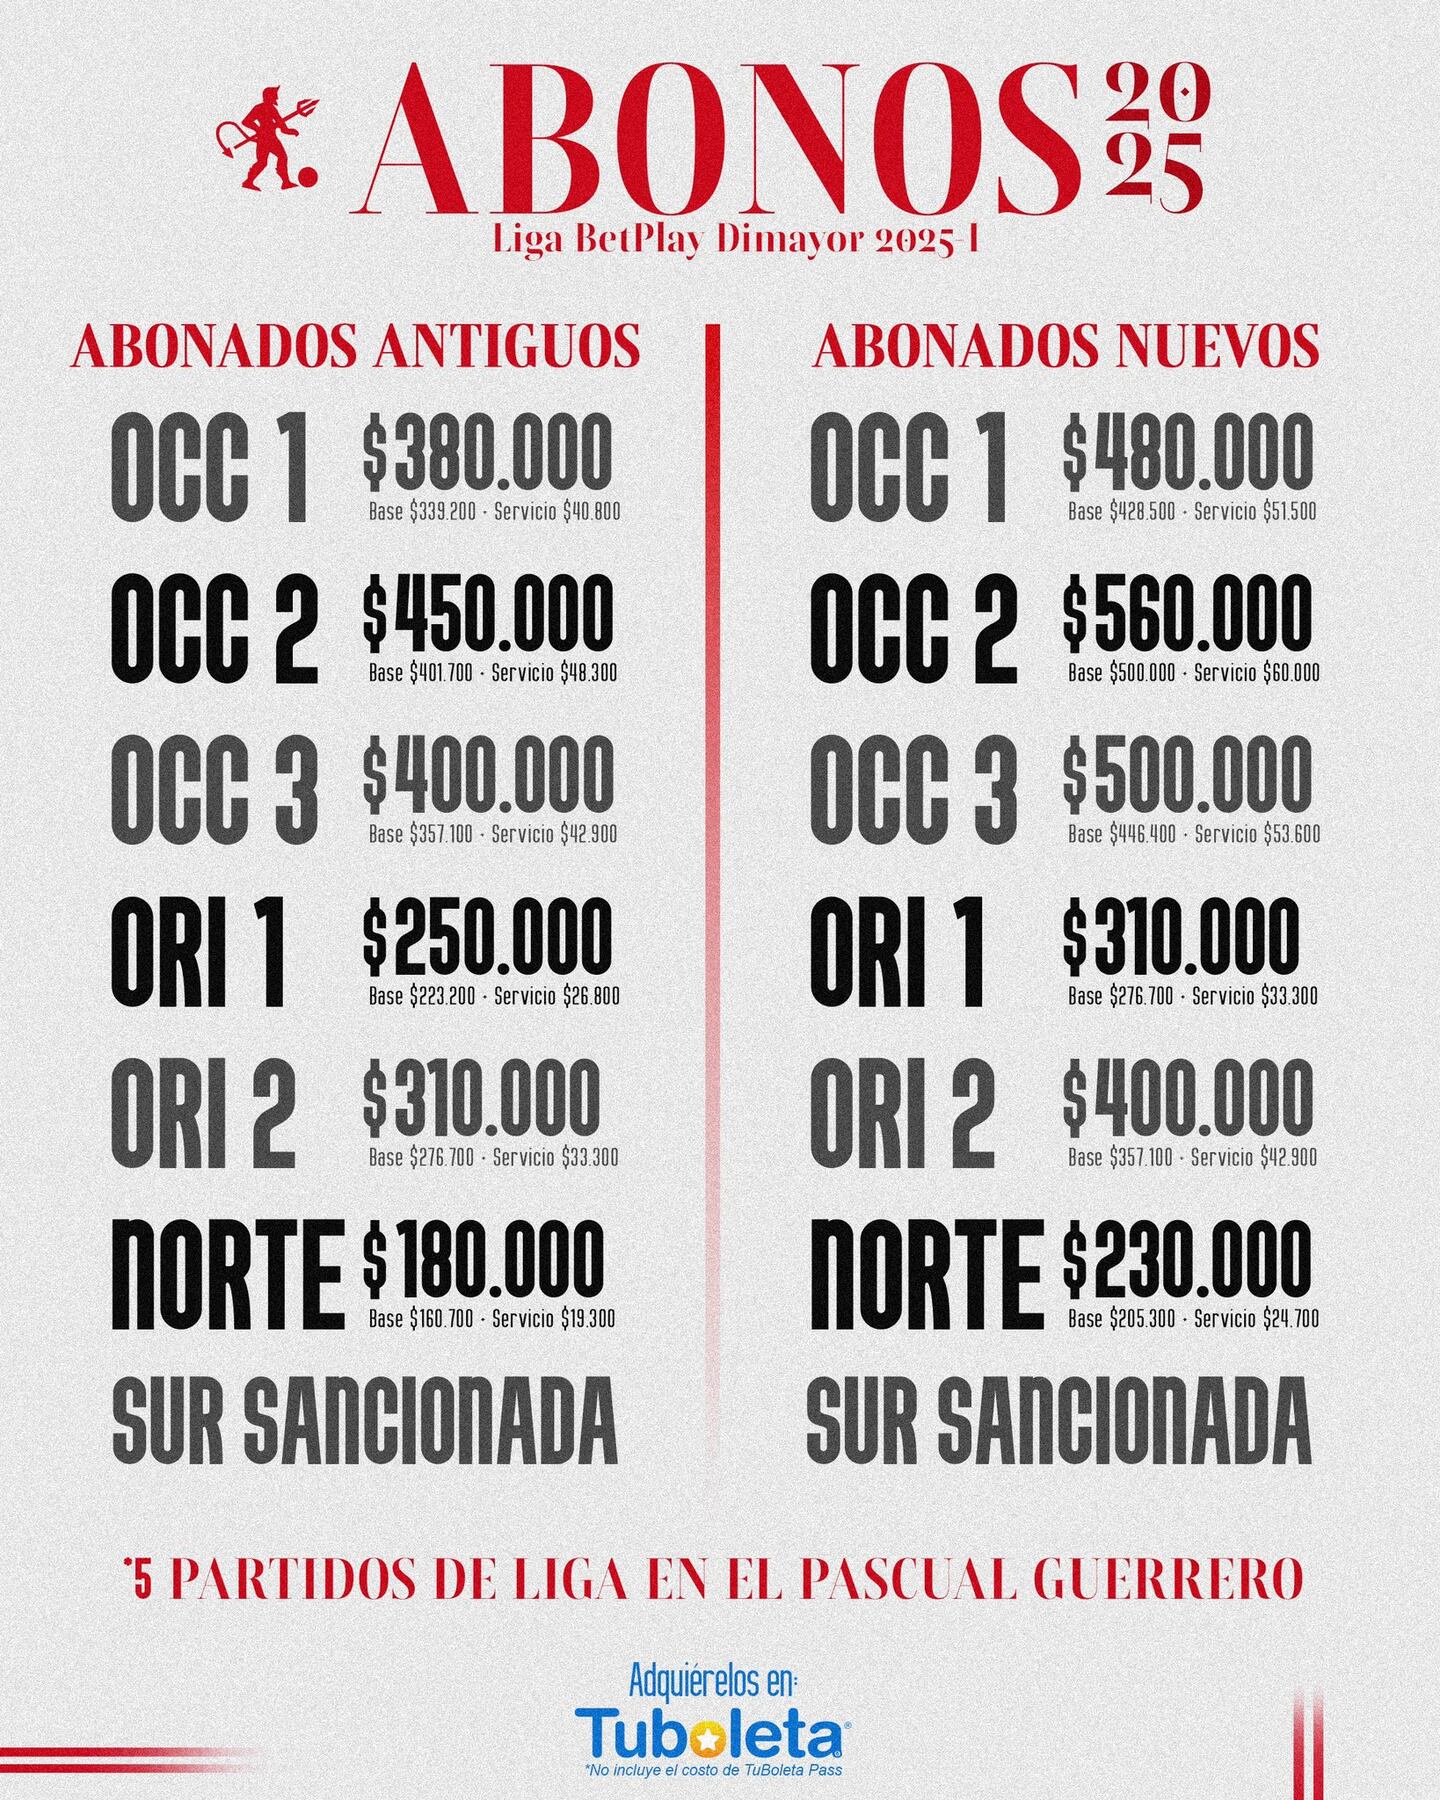 ABONOS 2025
Liga BetPlay Dimayor 2025-I
ABONADOS ANTIGUOS
OCC 1 $380.000
Base $339.200 · Servicio $40.800
OCC 2 $450.000
Base $401.700 · Servicio $48.300
OCC 3 $400.000
Base $357.100 · Servicio $42.900
ORI 1 $250.000
Base $223.200 · Servicio $26.800
ORI 2 $310.000
Base $276.700 · Servicio $33.300
NORTE $180.000
Base $160.700 · Servicio $19.300
SUR SANCIONADA
ABONADOS NUEVOS
OCC 1 $480.000
Base $428.500 · Servicio $51.500
OCC 2 $560.000
Base $500.000 · Servicio $60.000
OCC 3 $500.000
Base $446.400 · Servicio $53.600
ORI 1 $310.000
Base $276.700 · Servicio $33.300
ORI 2 $400.000
Base $357.100 · Servicio $42.900
NORTE $230.000
Base $205.300 · Servicio $24.700
SUR SANCIONADA
*5 PARTIDOS DE LIGA EN EL PASCUAL GUERRERO
Adquiérelos en:
Tuboleta®
*No incluye el costo de TuBoleta Pass